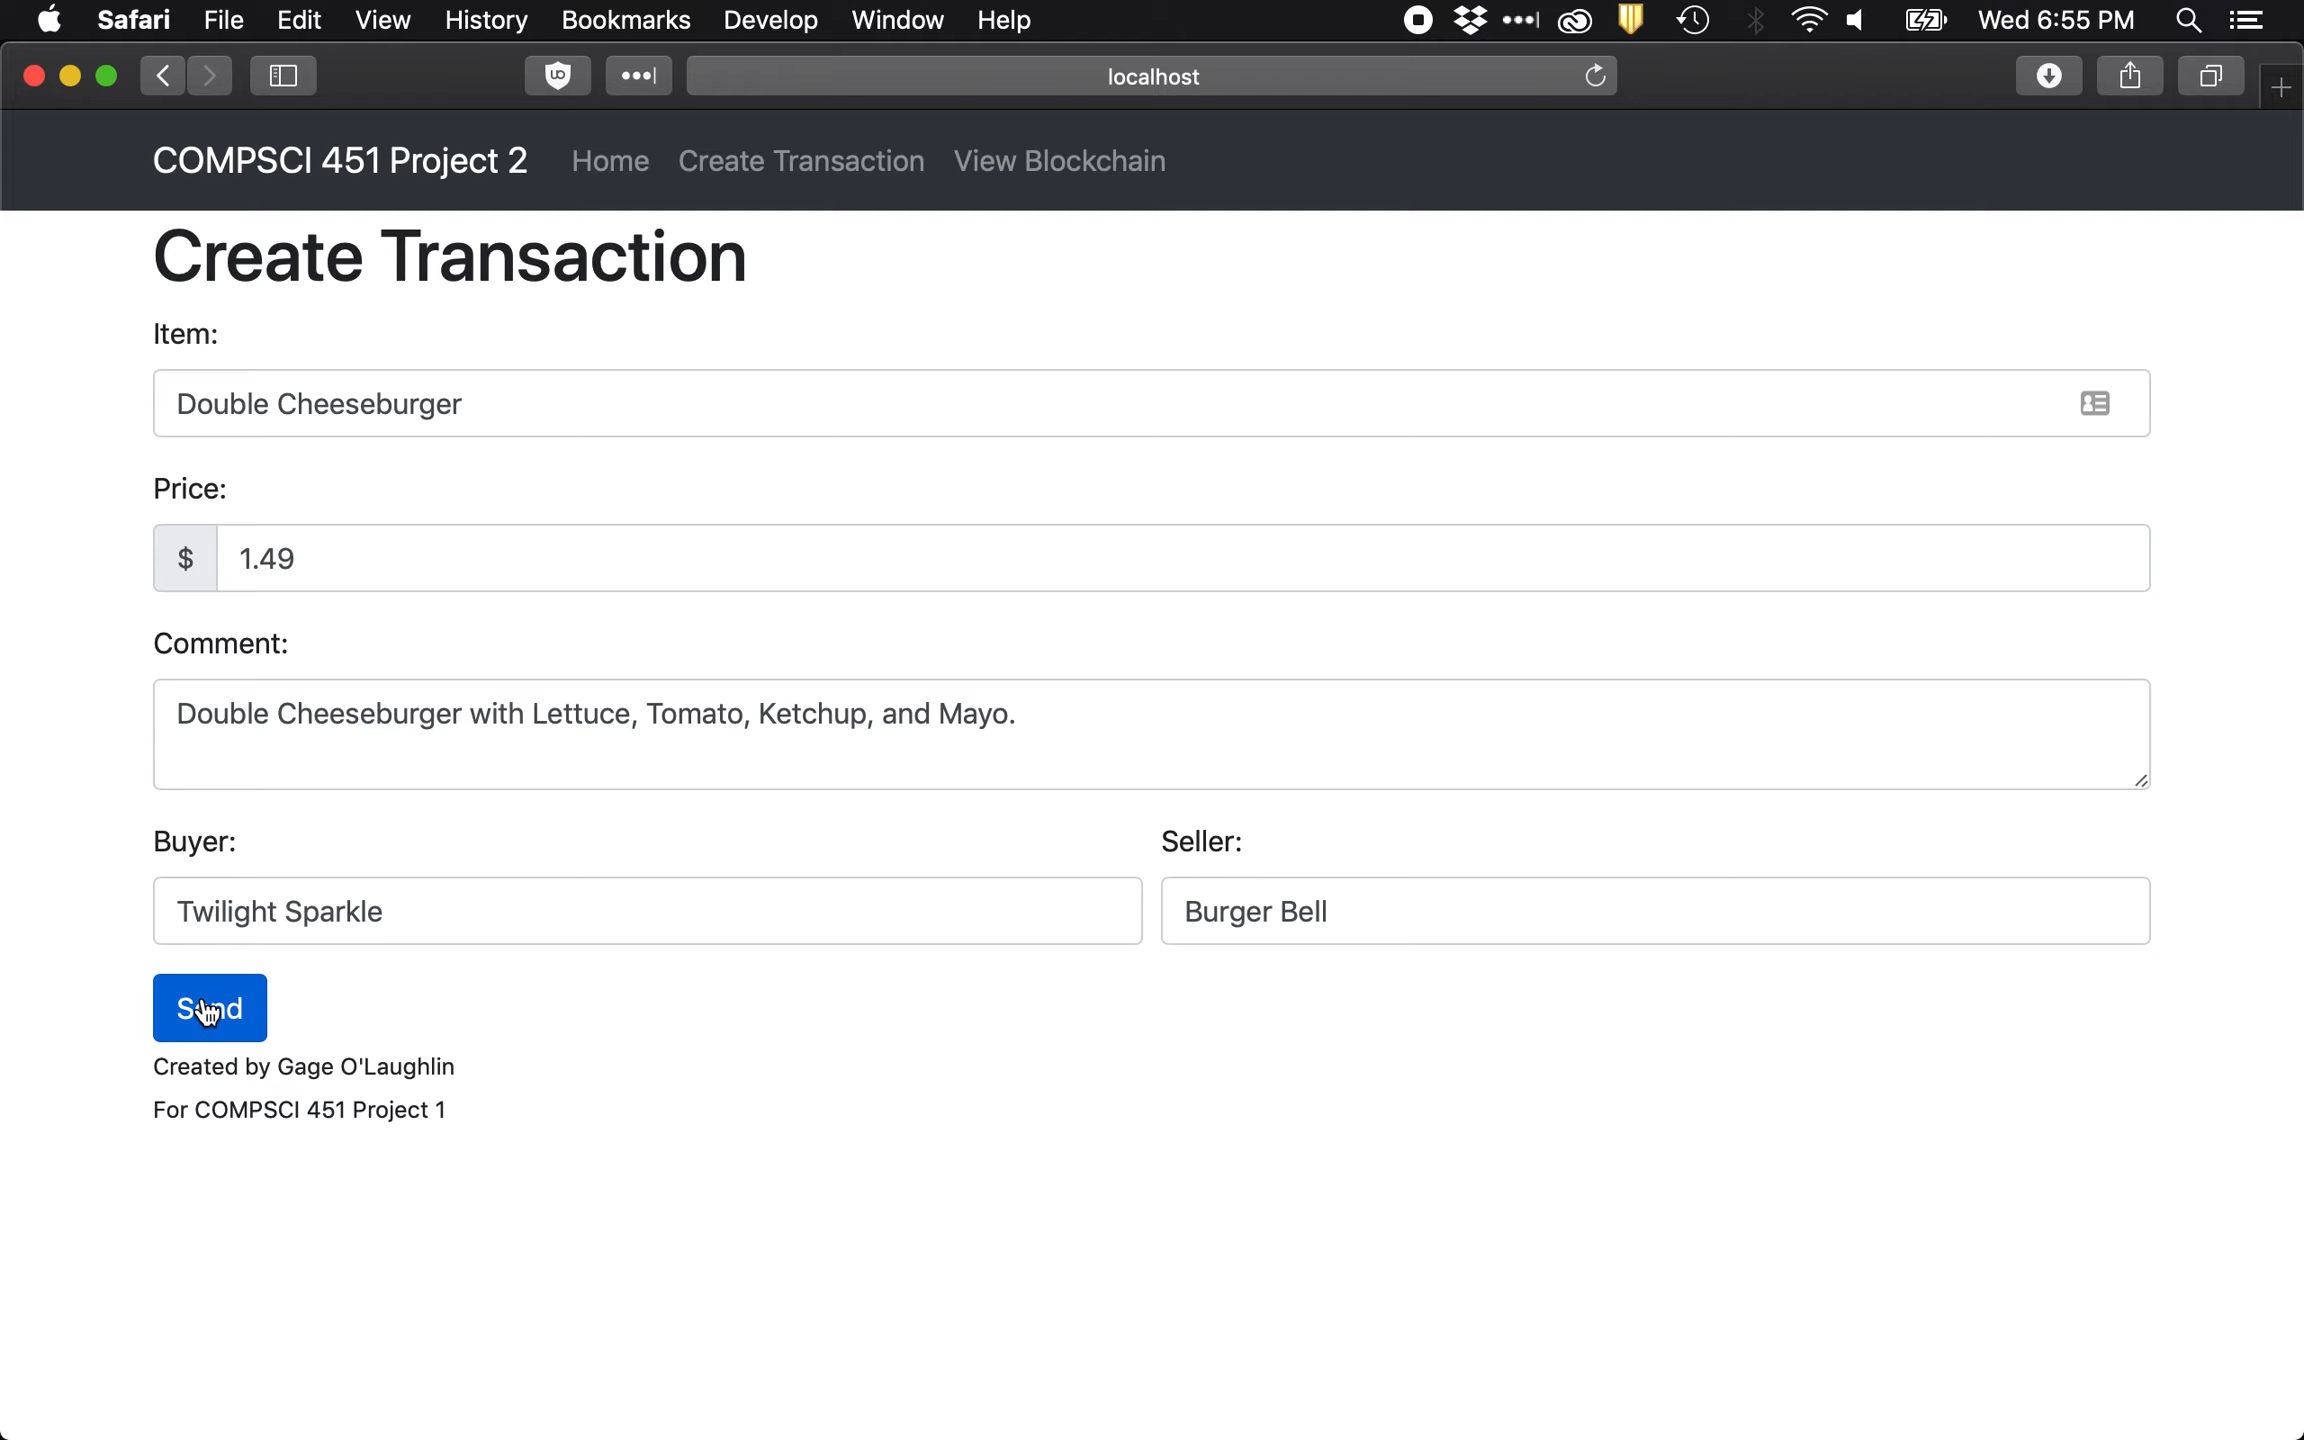 Safari File Edit View History Bookmarks Develop Window Help Wed 6:55 PM
localhost
COMPSCI 451 Project 2 Home Create Transaction View Blockchain
Create Transaction
Item:
Double Cheeseburger
Price:
$ 1.49
Comment:
Double Cheeseburger with Lettuce, Tomato, Ketchup, and Mayo.
Buyer: Seller:
Twilight Sparkle Burger Bell
Send
Created by Gage O'Laughlin
For COMPSCI 451 Project 1